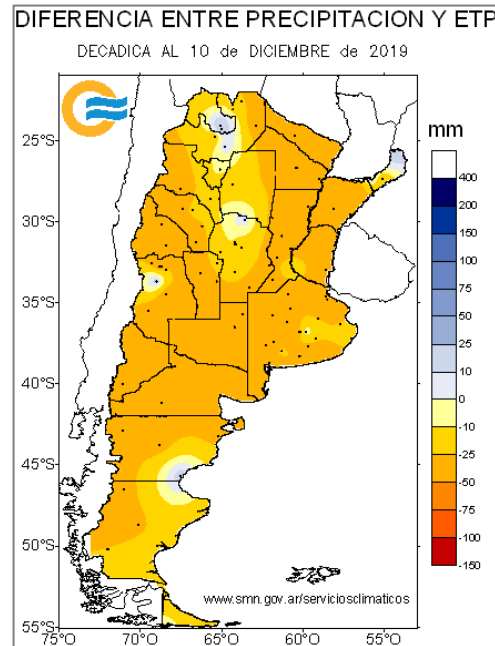 DIFERENCIA ENTRE PRECIPITACION Y ETP
DECADICA AL 10 de DICIEMBRE de 2019
mm
25°S
30°S
35°S
40°S
45°S
50°S
55°S
400
200
150
100
75
50
25
10
0
-10
-25
-50
-75
-100
-150
www.smn.gov.ar/serviciosclimaticos
75°O
70°O
65°O
60°O
55°O